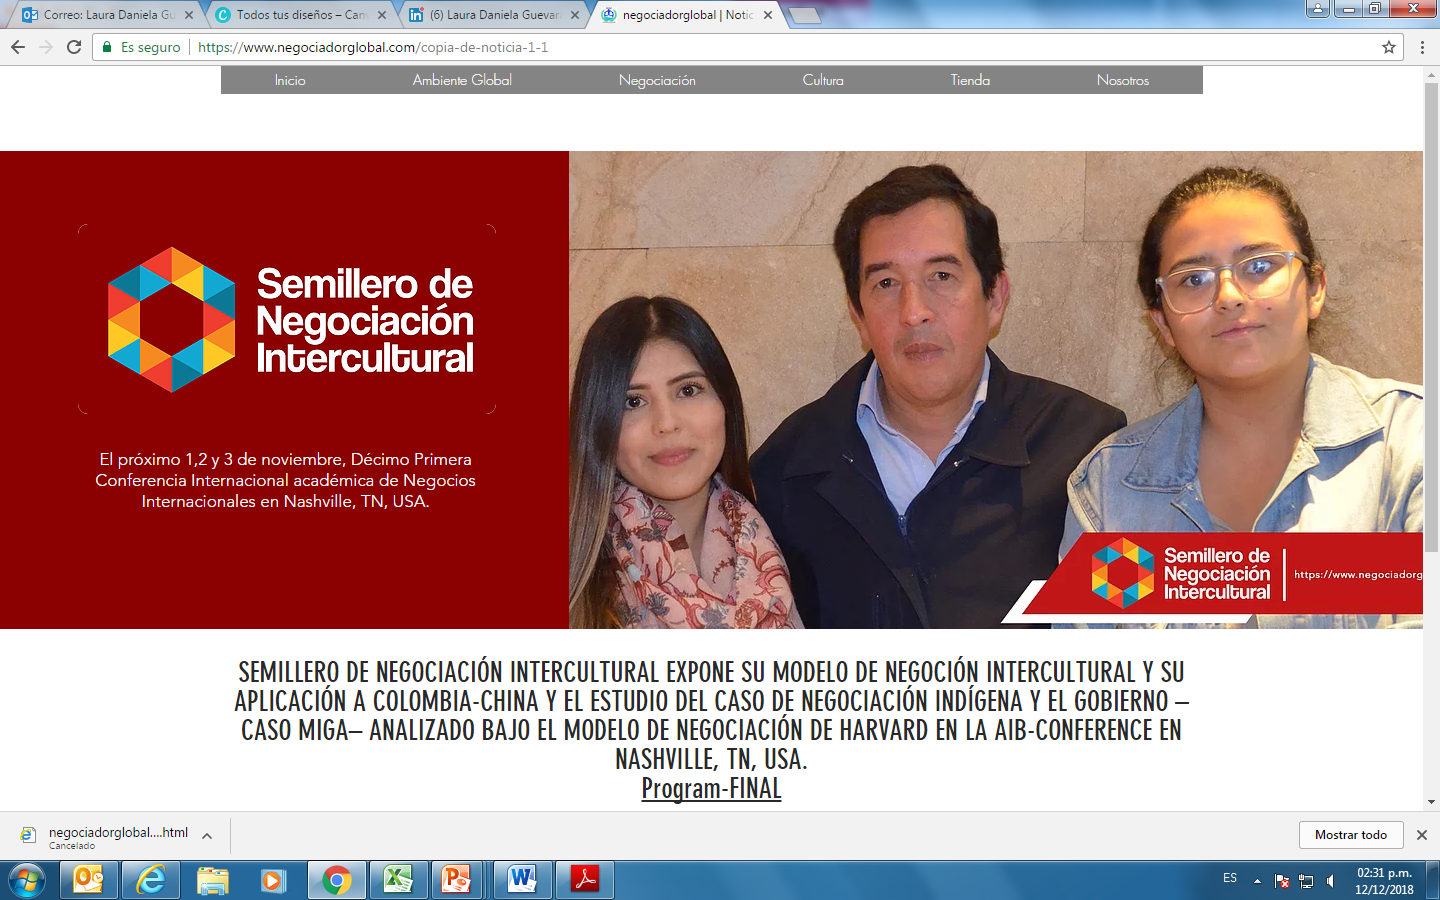 Correo: Laura Daniela Gu
Todos tus diseños – Can
(6) Laura Daniela Guevar
negociadorglobal | Notic
Es seguro
https://www.negociadorglobal.com/copia-de-noticia-1-1
Inicio
Ambiente Global
Negociación
Cultura
Tienda
Nosotros
Semillero de
Negociación
Intercultural
El próximo 1,2 y 3 de noviembre, Décimo Primera
Conferencia Internacional académica de Negocios
Internacionales en Nashville, TN, USA.
Semillero de
Negociación
Intercultural
https://www.negociadorg
SEMILLERO DE NEGOCIACIÓN INTERCULTURAL EXPONE SU MODELO DE NEGOCIÓN INTERCULTURAL Y SU
APLICACIÓN A COLOMBIA-CHINA Y EL ESTUDIO DEL CASO DE NEGOCIACIÓN INDÍGENA Y EL GOBIERNO –
CASO MIGA– ANALIZADO BAJO EL MODELO DE NEGOCIACIÓN DE HARVARD EN LA AIB-CONFERENCE EN
NASHVILLE, TN, USA.
Program-FINAL
negociadorglobal....html
Cancelado
Mostrar todo
ES
02:31 p.m.
12/12/2018